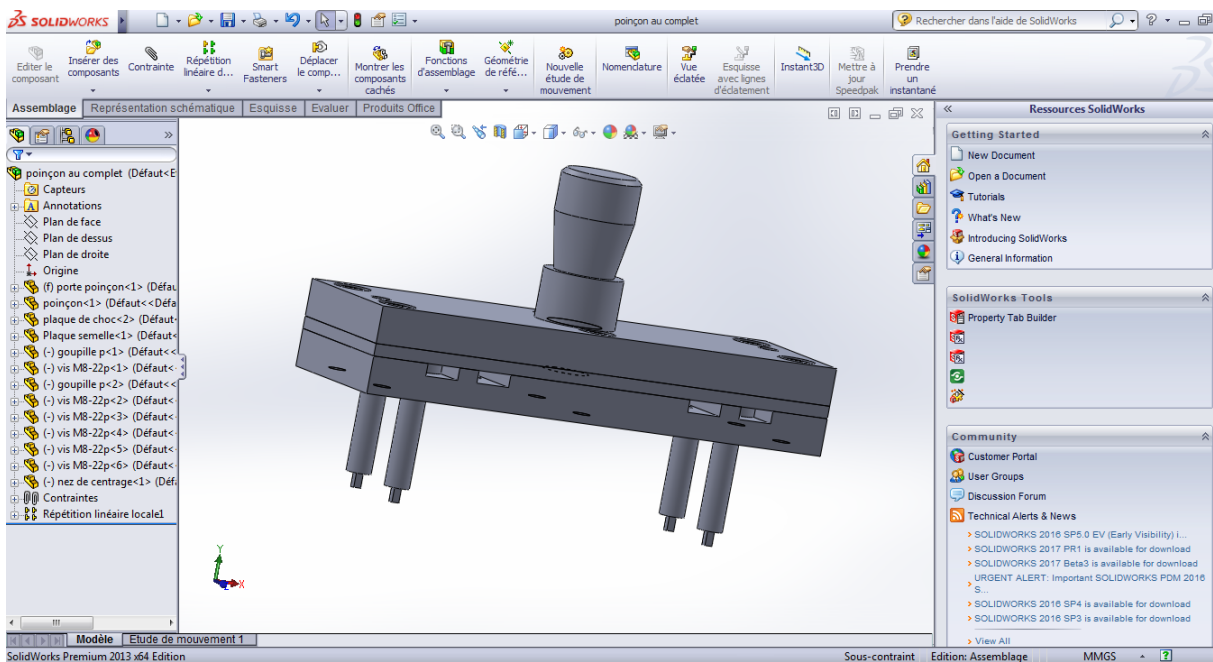 SOLIDWORKS
poinçon au complet
Rechercher dans l'aide de SolidWorks
Editer le composant
Insérer des composants
Contrainte
Répétition linéaire d...
Smart Fasteners
Déplacer le comp...
Montrer les composants cachés
Fonctions d'assemblage
Géométrie de réfé...
Nouvelle étude de mouvement
Nomenclature
Vue éclatée
Esquisse avec lignes d'éclatement
Instant3D
Mettre à jour Speedpak
Prendre un instantané
Assemblage
Représentation schématique
Esquisse
Evaluer
Produits Office
poinçon au complet (Défaut<E
Capteurs
Annotations
Plan de face
Plan de dessus
Plan de droite
Origine
(f) porte poinçon<1> (Défau
poinçon<1> (Défaut<<Défa
plaque de choc<2> (Défaut
Plaque semelle<1> (Défaut<
(-) goupille p<1> (Défaut<<
(-) vis M8-22p<1> (Défaut<
(-) goupille p<2> (Défaut<<
(-) vis M8-22p<2> (Défaut<
(-) vis M8-22p<3> (Défaut<
(-) vis M8-22p<4> (Défaut<
(-) vis M8-22p<5> (Défaut<
(-) vis M8-22p<6> (Défaut<
(-) nez de centrage<1> (Défa
Contraintes
Répétition linéaire locale1
Y
X
Ressources SolidWorks
Getting Started
New Document
Open a Document
Tutorials
What's New
Introducing SolidWorks
General Information
SolidWorks Tools
Property Tab Builder
Community
Customer Portal
User Groups
Discussion Forum
Technical Alerts & News
SOLIDWORKS 2016 SP5.0 EV (Early Visibility) i...
SOLIDWORKS 2017 PR1 is available for download
SOLIDWORKS 2017 Beta3 is available for download
URGENT ALERT: Important SOLIDWORKS PDM 2016
S...
SOLIDWORKS 2016 SP4 is available for download
SOLIDWORKS 2016 SP3 is available for download
View All
Modèle
Etude de mouvement 1
SolidWorks Premium 2013 x64 Edition
Sous-contraint
Edition: Assemblage
MMGS